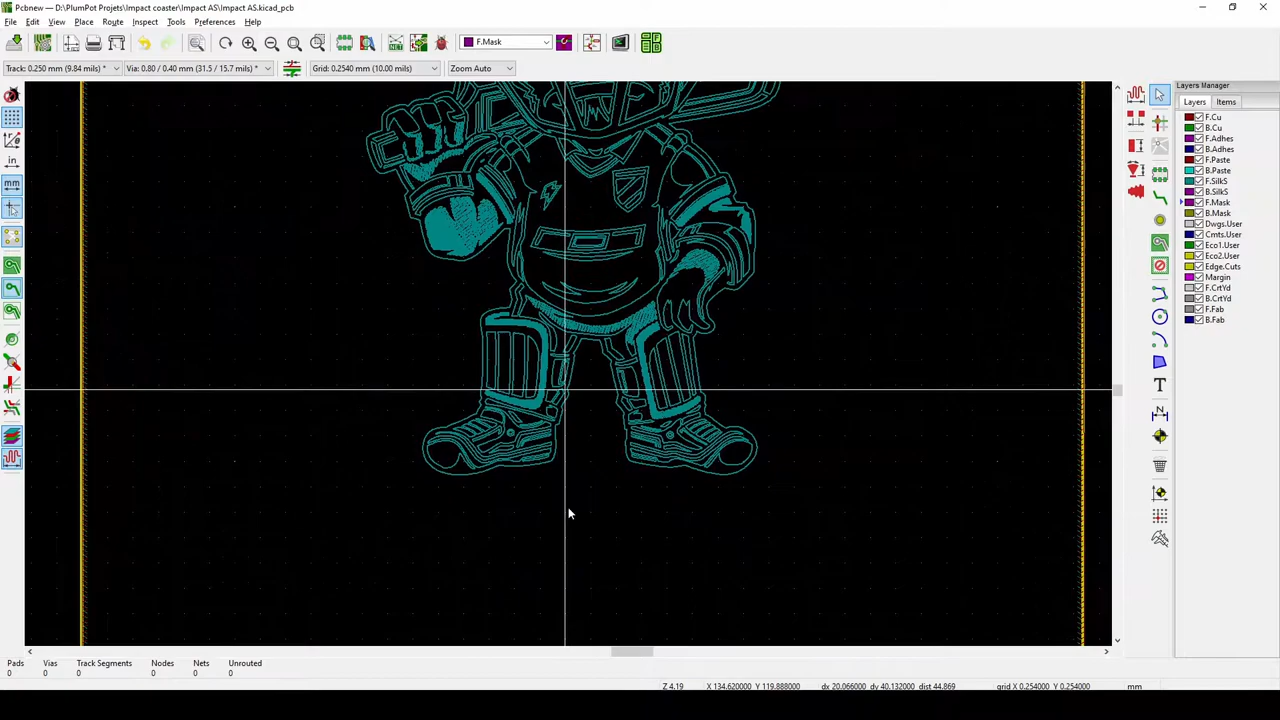 Pcbnew — D:\PlumPot Projets\Impact coaster\Impact AS\Impact AS.kicad_pcb
File Edit View Place Route Inspect Tools Preferences Help
F.Mask
Track: 0.250 mm (9.84 mils) * Via: 0.80 / 0.40 mm (31.5 / 15.7 mils) * Grid: 0.2540 mm (10.00 mils) Zoom Auto
Layers Manager
Layers Items
F.Cu
B.Cu
F.Adhes
B.Adhes
F.Paste
B.Paste
F.SilkS
B.SilkS
F.Mask
B.Mask
Dwgs.User
Cmts.User
Eco1.User
Eco2.User
Edge.Cuts
Margin
F.CrtYd
B.CrtYd
F.Fab
B.Fab
in
mm
NET
T
N
Pads Vias Track Segments Nodes Nets Unrouted
0 0 0 0 0 0
Z 4.19 X 134.620000 Y 119.888000 dx 20.066000 dy 40.132000 dist 44.869 grid X 0.254000 Y 0.254000 mm